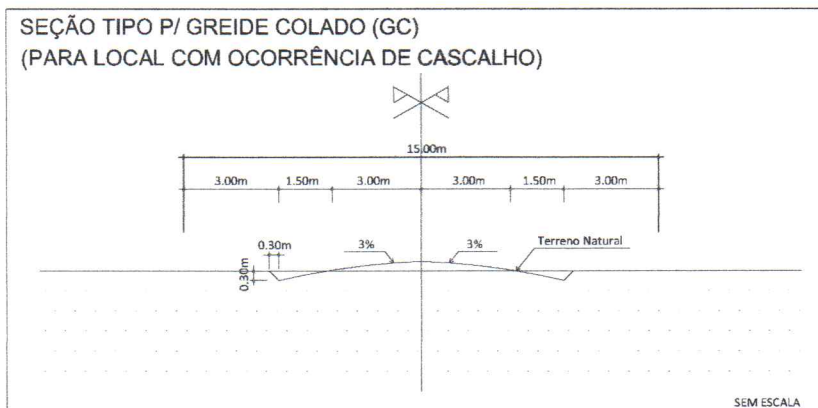 SEÇÃO TIPO P/ GREIDE COLADO (GC)
(PARA LOCAL COM OCORRÊNCIA DE CASCALHO)
15.00m
3.00m 1.50m 3.00m 3.00m 1.50m 3.00m
0.30m 3% 3% Terreno Natural
0.30m
SEM ESCALA